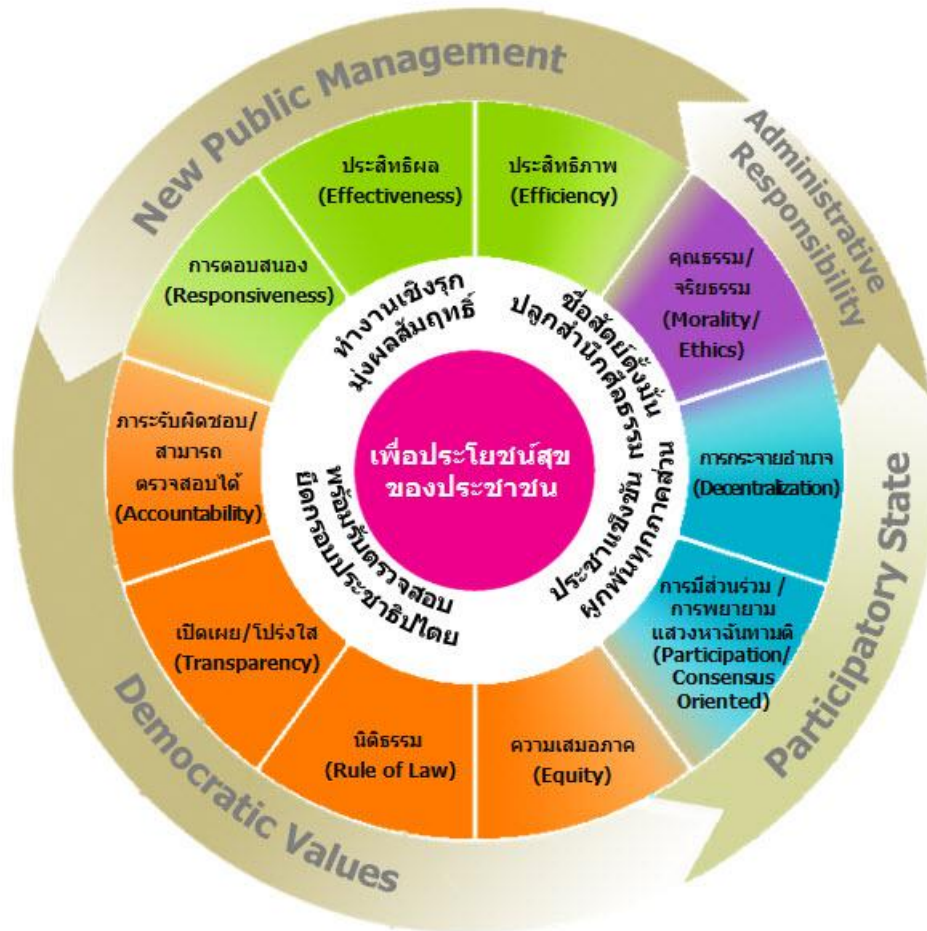 New Public Management
Administrative
Responsibility
Participatory State
Democratic Values
ประสิทธิผล
(Effectiveness)
ประสิทธิภาพ
(Efficiency)
คุณธรรม/
จริยธรรม
(Morality/
Ethics)
การกระจายอำนาจ
(Decentralization)
การมีส่วนร่วม /
การพยายาม
แสวงหาฉันทามติ
(Participation/
Consensus
Oriented)
ความเสมอภาค
(Equity)
นิติธรรม
(Rule of Law)
เปิดเผย/โปร่งใส
(Transparency)
ภาระรับผิดชอบ/
สามารถ
ตรวจสอบได้
(Accountability)
การตอบสนอง
(Responsiveness)
ทำงานเชิงรุก
มุ่งผลสัมฤทธิ์
ซื่อสัตย์ตั้งมั่น
ปลูกสำนึกศีลธรรม
ประชาแข็งขัน
ผูกพันทุกภาคส่วน
พร้อมรับตรวจสอบ
ยึดกรอบประชาธิปไตย
เพื่อประโยชน์สุข
ของประชาชน